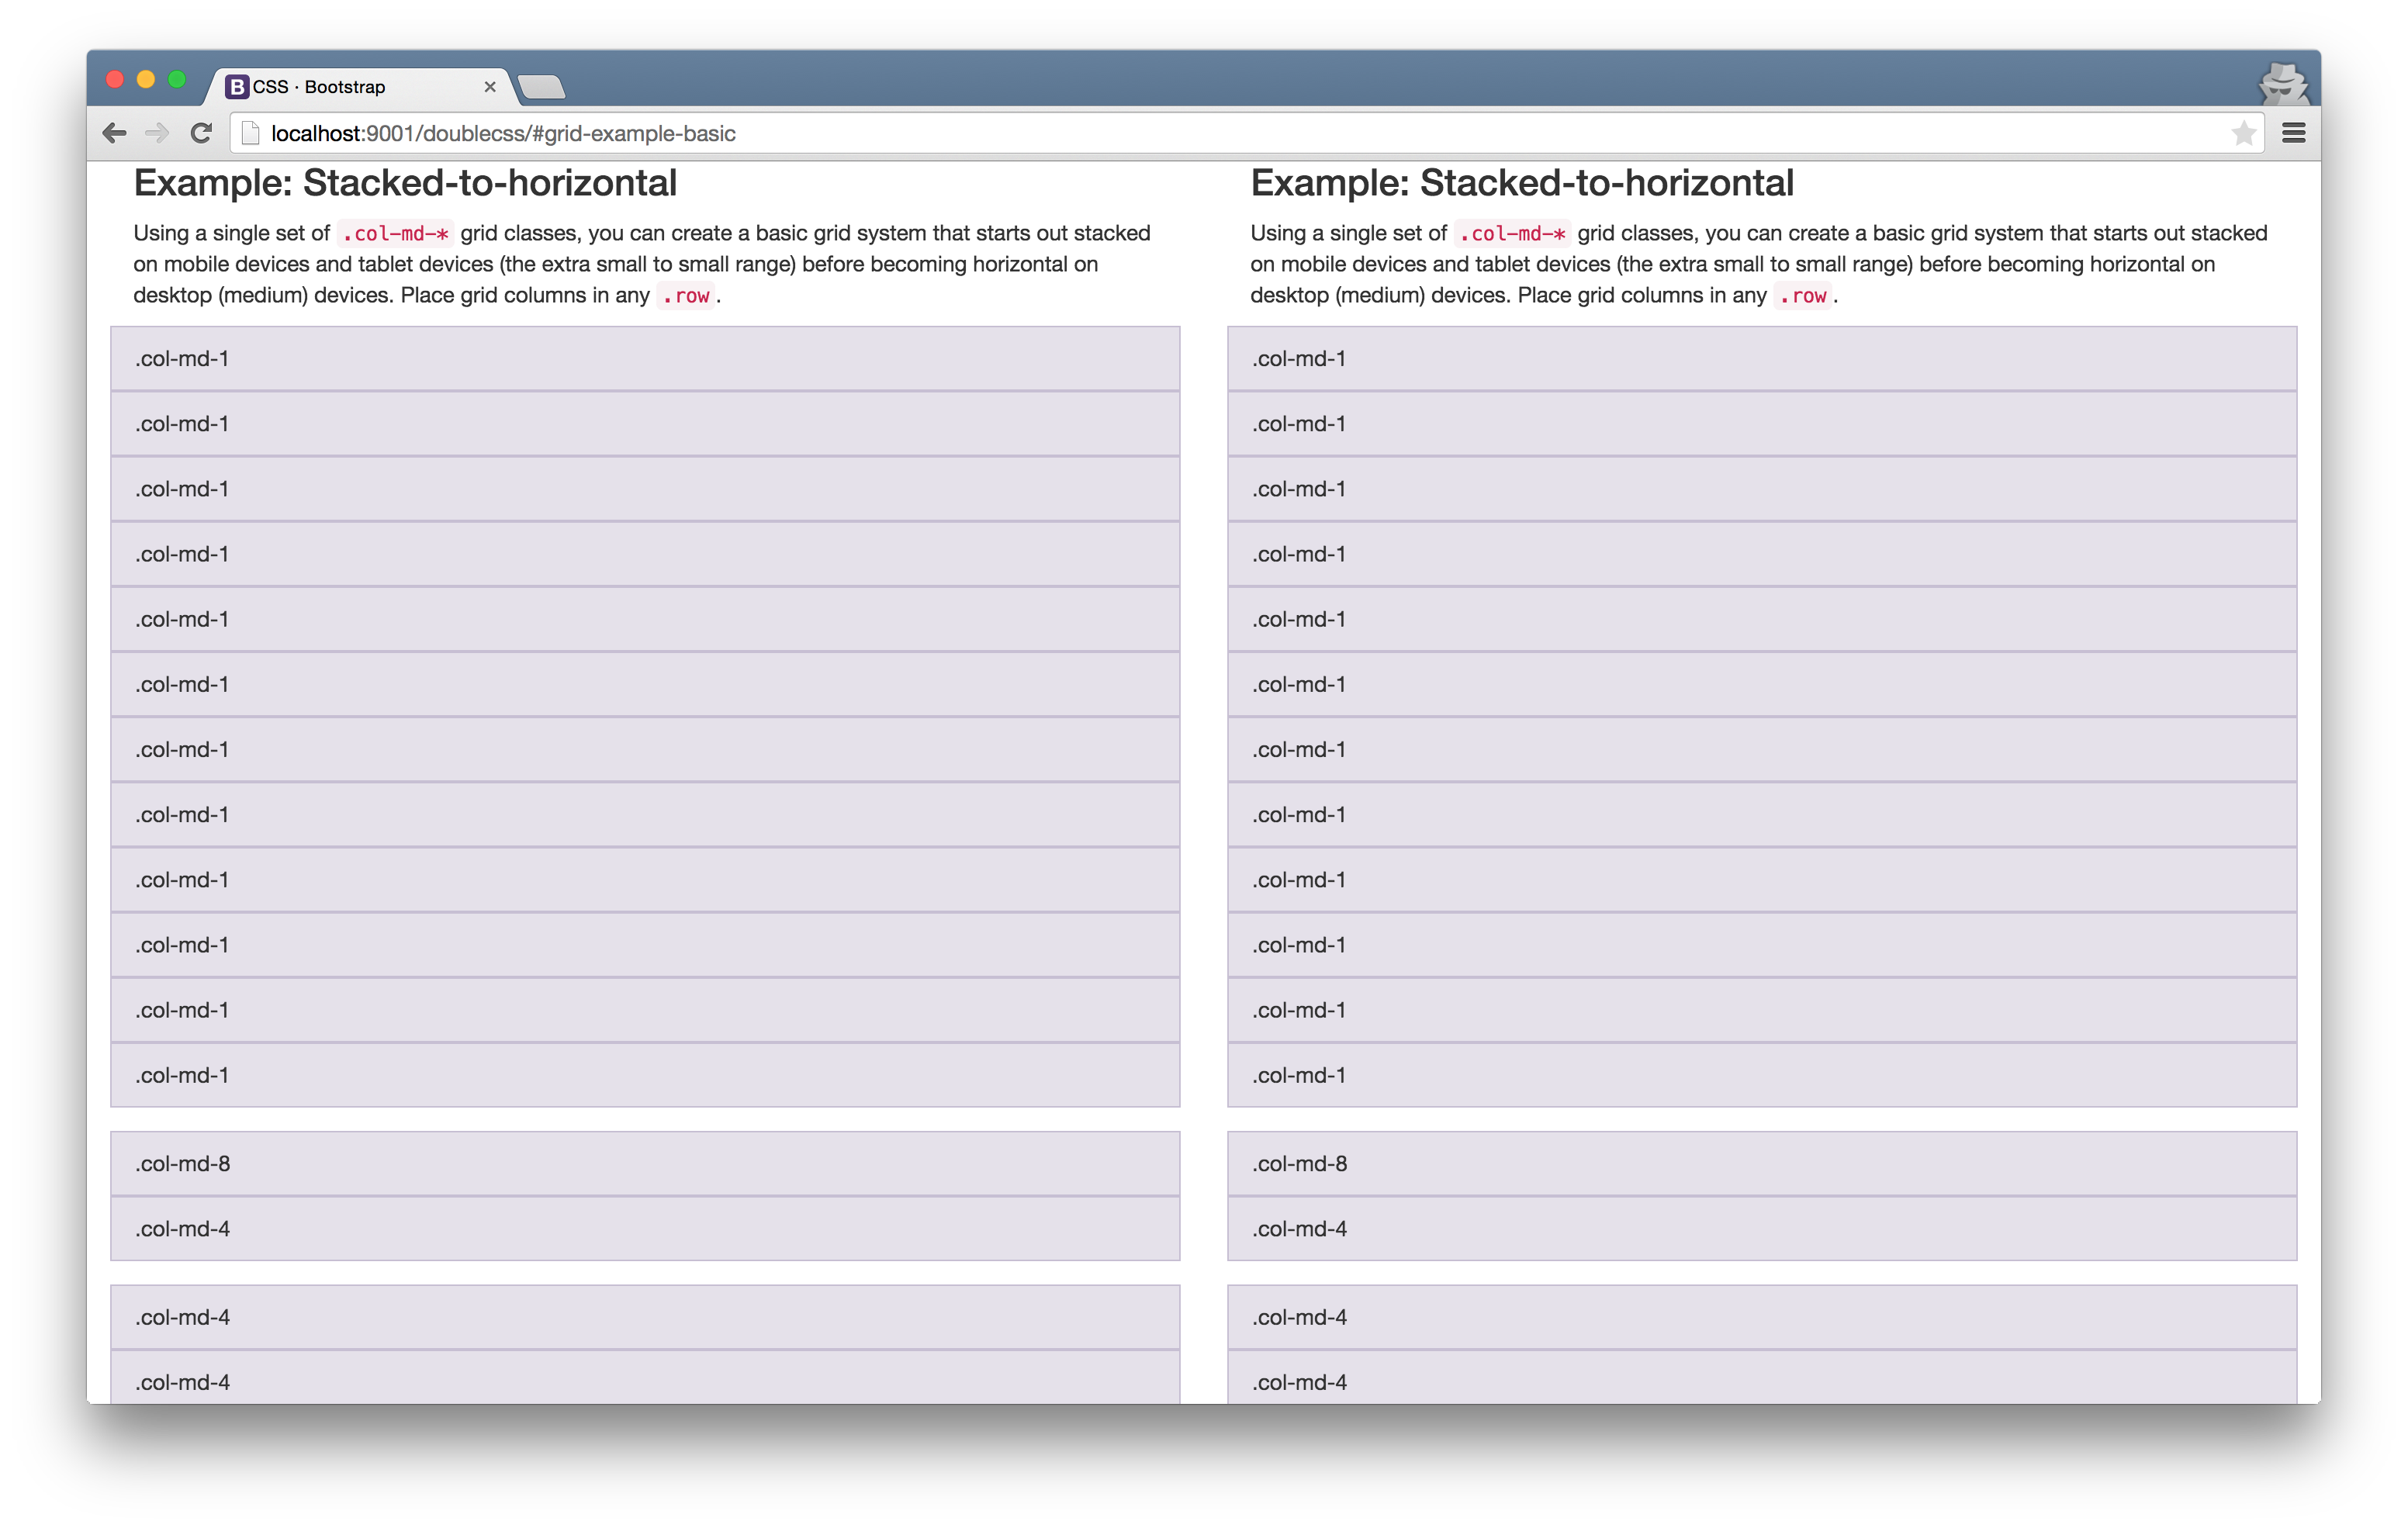 B CSS · Bootstrap
localhost:9001/doublecss/#grid-example-basic
Example: Stacked-to-horizontal
Using a single set of .col-md-* grid classes, you can create a basic grid system that starts out stacked
on mobile devices and tablet devices (the extra small to small range) before becoming horizontal on
desktop (medium) devices. Place grid columns in any .row.
.col-md-1
.col-md-1
.col-md-1
.col-md-1
.col-md-1
.col-md-1
.col-md-1
.col-md-1
.col-md-1
.col-md-1
.col-md-1
.col-md-1
.col-md-8
.col-md-4
.col-md-4
.col-md-4
Example: Stacked-to-horizontal
Using a single set of .col-md-* grid classes, you can create a basic grid system that starts out stacked
on mobile devices and tablet devices (the extra small to small range) before becoming horizontal on
desktop (medium) devices. Place grid columns in any .row.
.col-md-1
.col-md-1
.col-md-1
.col-md-1
.col-md-1
.col-md-1
.col-md-1
.col-md-1
.col-md-1
.col-md-1
.col-md-1
.col-md-1
.col-md-8
.col-md-4
.col-md-4
.col-md-4